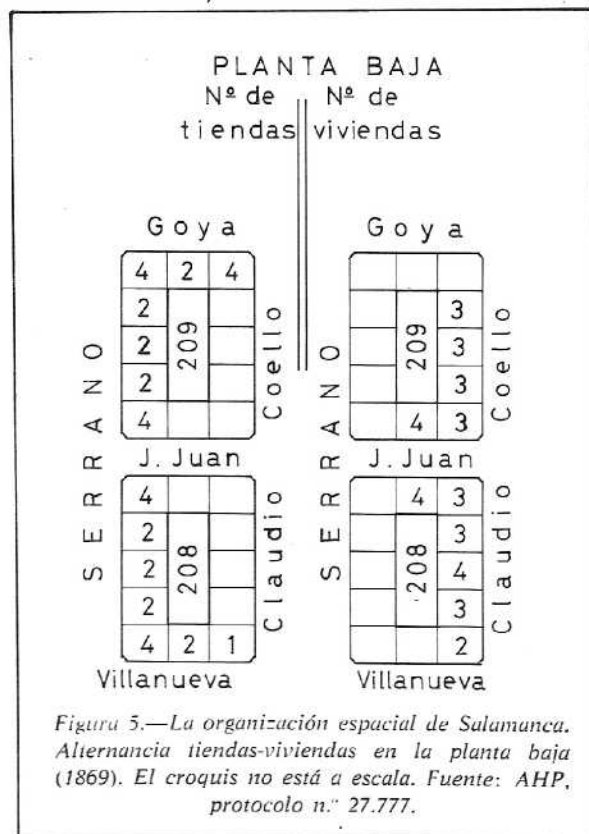 PLANTA BAJA
Nº de Nº de
tiendas viviendas
Goya Goya
4 2 4
2 3
2 209 209 3
2 3
4 4 3
SERRANO Coello SERRANO Coello
J. Juan J. Juan
4 4 3
2 3
2 208 208 4
2 3
4 2 1 2
Claudio Claudio
Villanueva Villanueva
Figura 5.—La organización espacial de Salamanca.
Alternancia tiendas-viviendas en la planta baja
(1869). El croquis no está a escala. Fuente: AHP,
protocolo n.º 27.777.